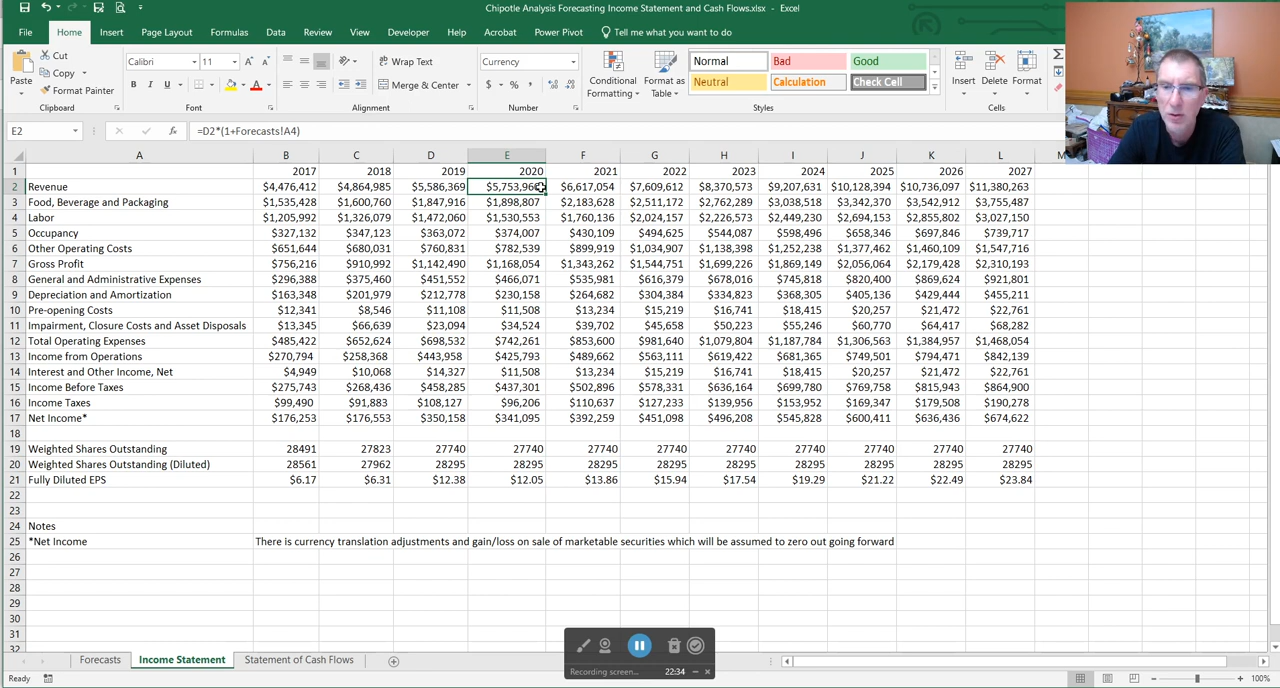 Chipotle Analysis Forecasting Income Statement and Cash Flows.xlsx - Excel
File Home Insert Page Layout Formulas Data Review View Developer Help Acrobat Power Pivot Tell me what you want to do
Paste
Cut
Copy
Format Painter
Clipboard
Calibri 11
B I U
Font
Wrap Text
Merge & Center
Alignment
Currency
$ % ,
Number
Conditional Formatting
Format as Table
Normal Bad Good
Neutral Calculation Check Cell
Styles
Insert Delete Format
Cells
E2 fx =D2*(1+Forecasts!A4)
A B C D E F G H I J K L M
1 2017 2018 2019 2020 2021 2022 2023 2024 2025 2026 2027
2 Revenue $4,476,412 $4,864,985 $5,586,369 $5,753,960 $6,617,054 $7,609,612 $8,370,573 $9,207,631 $10,128,394 $10,736,097 $11,380,263
3 Food, Beverage and Packaging $1,535,428 $1,600,760 $1,847,916 $1,898,807 $2,183,628 $2,511,172 $2,762,289 $3,038,518 $3,342,370 $3,542,912 $3,755,487
4 Labor $1,205,992 $1,326,079 $1,472,060 $1,530,553 $1,760,136 $2,024,157 $2,226,573 $2,449,230 $2,694,153 $2,855,802 $3,027,150
5 Occupancy $327,132 $347,123 $363,072 $374,007 $430,109 $494,625 $544,087 $598,496 $658,346 $697,846 $739,717
6 Other Operating Costs $651,644 $680,031 $760,831 $782,539 $899,919 $1,034,907 $1,138,398 $1,252,238 $1,377,462 $1,460,109 $1,547,716
7 Gross Profit $756,216 $910,992 $1,142,490 $1,168,054 $1,343,262 $1,544,751 $1,699,226 $1,869,149 $2,056,064 $2,179,428 $2,310,193
8 General and Administrative Expenses $296,388 $375,460 $451,552 $466,071 $535,981 $616,379 $678,016 $745,818 $820,400 $869,624 $921,801
9 Depreciation and Amortization $163,348 $201,979 $212,778 $230,158 $264,682 $304,384 $334,823 $368,305 $405,136 $429,444 $455,211
10 Pre-opening Costs $12,341 $8,546 $11,108 $11,508 $13,234 $15,219 $16,741 $18,415 $20,257 $21,472 $22,761
11 Impairment, Closure Costs and Asset Disposals $13,345 $66,639 $23,094 $34,524 $39,702 $45,658 $50,223 $55,246 $60,770 $64,417 $68,282
12 Total Operating Expenses $485,422 $652,624 $698,532 $742,261 $853,600 $981,640 $1,079,804 $1,187,784 $1,306,563 $1,384,957 $1,468,054
13 Income from Operations $270,794 $258,368 $443,958 $425,793 $489,662 $563,111 $619,422 $681,365 $749,501 $794,471 $842,139
14 Interest and Other Income, Net $4,949 $10,068 $14,327 $11,508 $13,234 $15,219 $16,741 $18,415 $20,257 $21,472 $22,761
15 Income Before Taxes $275,743 $268,436 $458,285 $437,301 $502,896 $578,331 $636,164 $699,780 $769,758 $815,943 $864,900
16 Income Taxes $99,490 $91,883 $108,127 $96,206 $110,637 $127,233 $139,956 $153,952 $169,347 $179,508 $190,278
17 Net Income* $176,253 $176,553 $350,158 $341,095 $392,259 $451,098 $496,208 $545,828 $600,411 $636,436 $674,622
18
19 Weighted Shares Outstanding 28491 27823 27740 27740 27740 27740 27740 27740 27740 27740 27740
20 Weighted Shares Outstanding (Diluted) 28561 27962 28295 28295 28295 28295 28295 28295 28295 28295 28295
21 Fully Diluted EPS $6.17 $6.31 $12.38 $12.05 $13.86 $15.94 $17.54 $19.29 $21.22 $22.49 $23.84
22
23
24 Notes
25 *Net Income There is currency translation adjustments and gain/loss on sale of marketable securities which will be assumed to zero out going forward
26
27
28
29
30
31
32
Recording screen... 22:34
Forecasts Income Statement Statement of Cash Flows
Ready 100%